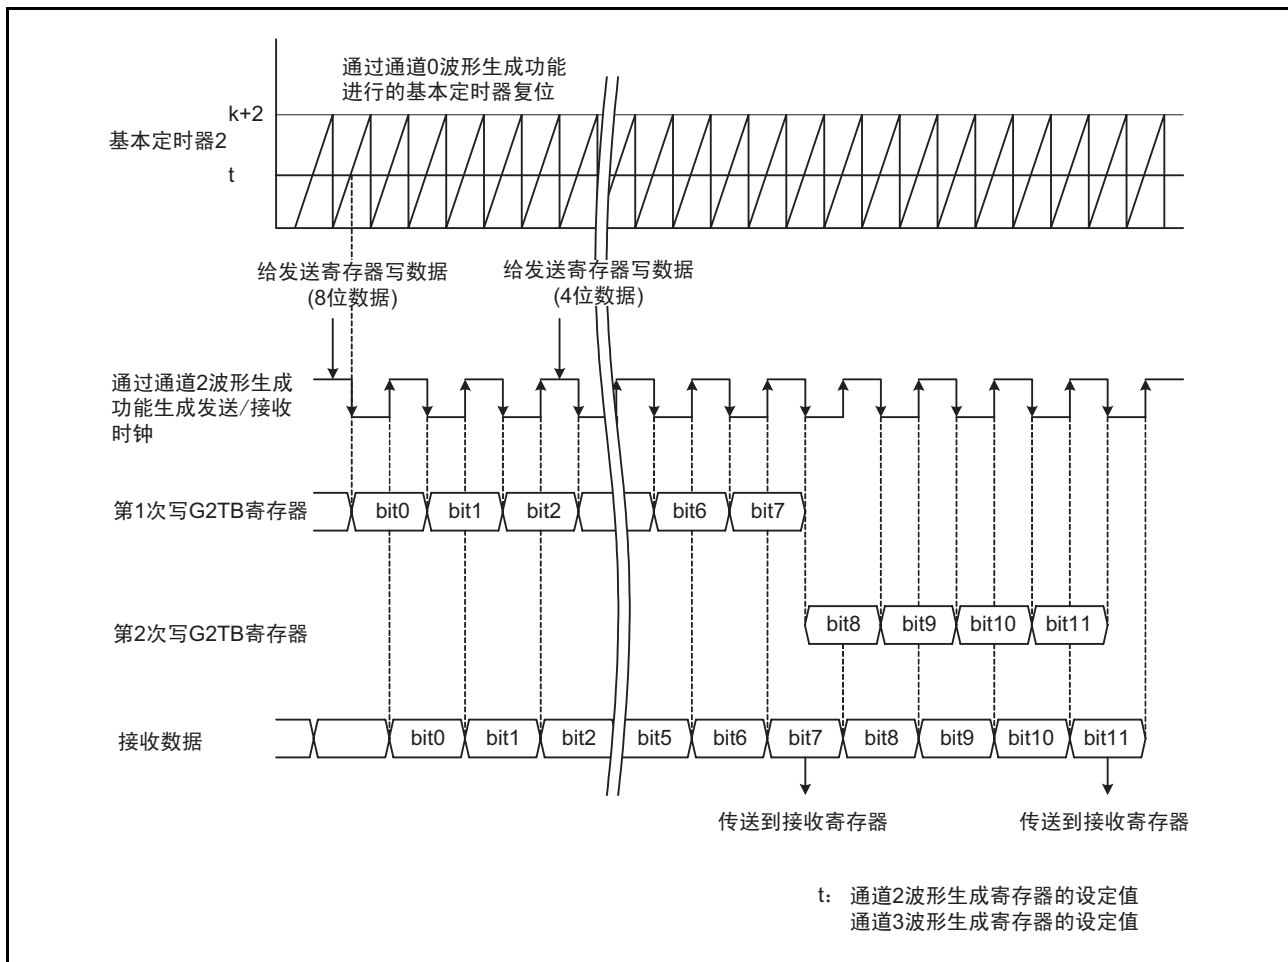 通过通道0波形生成功能
进行的基本定时器复位
k+2
基本定时器2
t
给发送寄存器写数据
(8位数据)
给发送寄存器写数据
(4位数据)
通过通道2波形生成
功能生成发送/接收
时钟
第1次写G2TB寄存器
bit0
bit1
bit2
bit6
bit7
第2次写G2TB寄存器
bit8
bit9
bit10
bit11
接收数据
bit0
bit1
bit2
bit5
bit6
bit7
bit8
bit9
bit10
bit11
传送到接收寄存器
传送到接收寄存器
t： 通道2波形生成寄存器的设定值
通道3波形生成寄存器的设定值